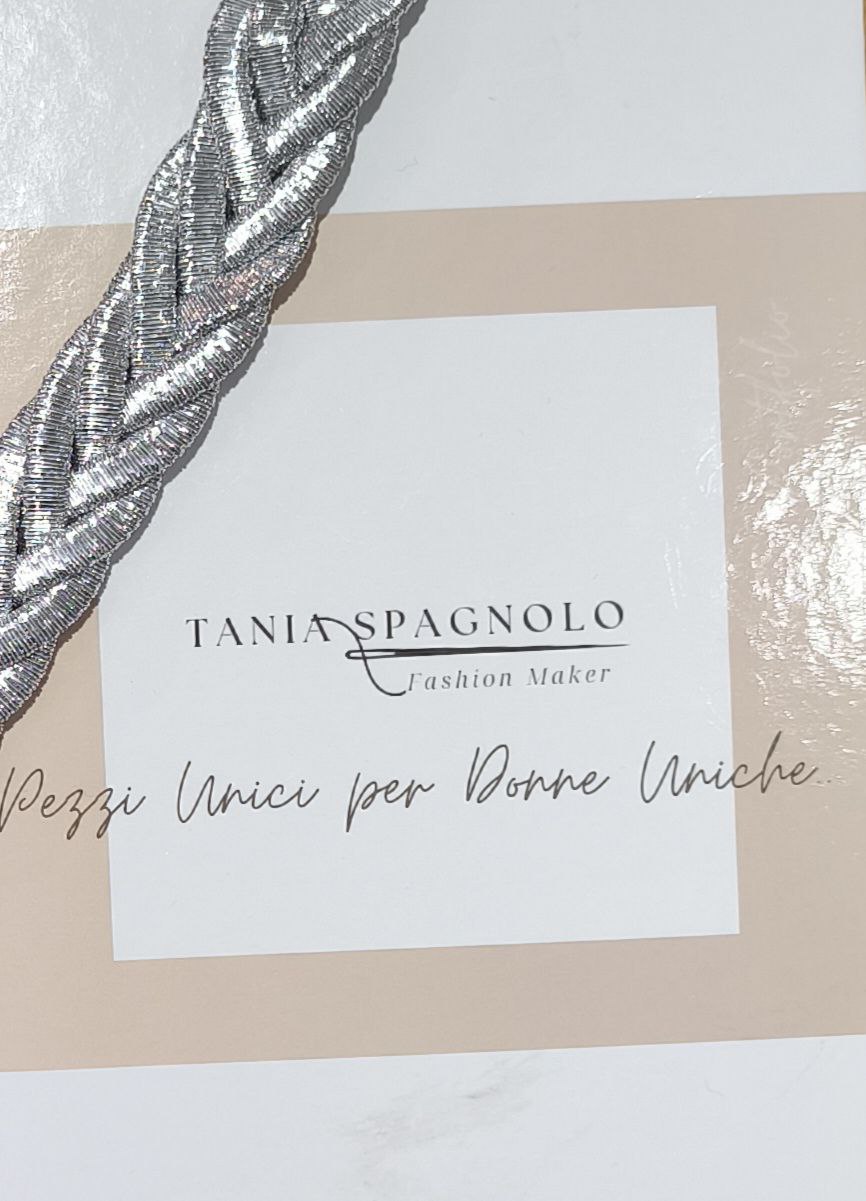 TANIA SPAGNOLO
Fashion Maker
Pezzi Unici per Donne Uniche..